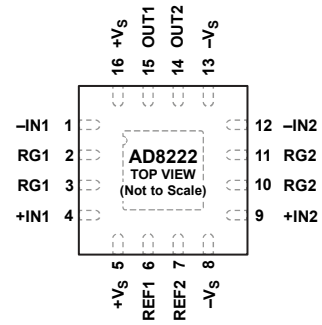 +VS
OUT1
OUT2
–VS
16
15
14
13
–IN1 1
RG1 2
RG1 3
+IN1 4
AD8222
TOP VIEW
(Not to Scale)
12 –IN2
11 RG2
10 RG2
9 +IN2
5
6
7
8
+VS
REF1
REF2
–VS